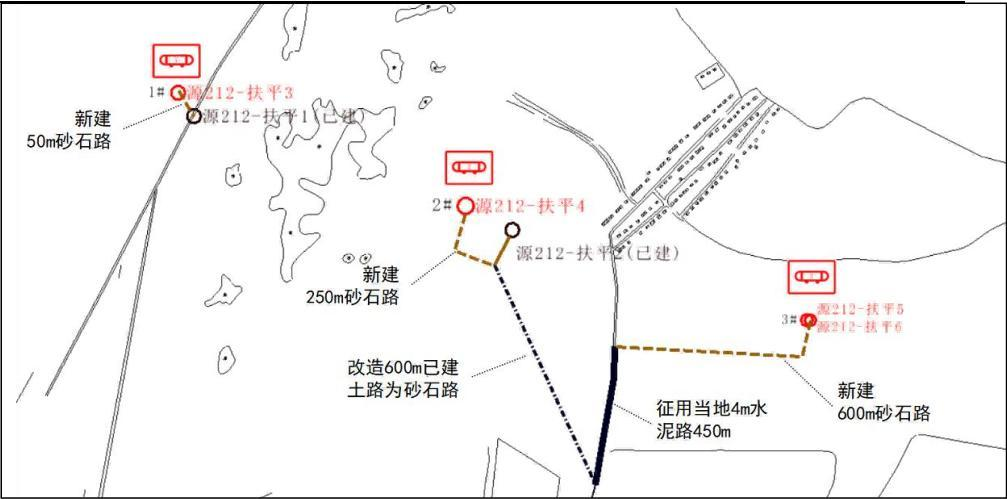 1# 源212-扶平3
源212-扶平1(已建)
新建
50m砂石路
2# 源212-扶平4
源212-扶平2(已建)
新建
250m砂石路
源212-扶平5
3# 源212-扶平6
改造600m已建
土路为砂石路
征用当地4m水
泥路450m
新建
600m砂石路